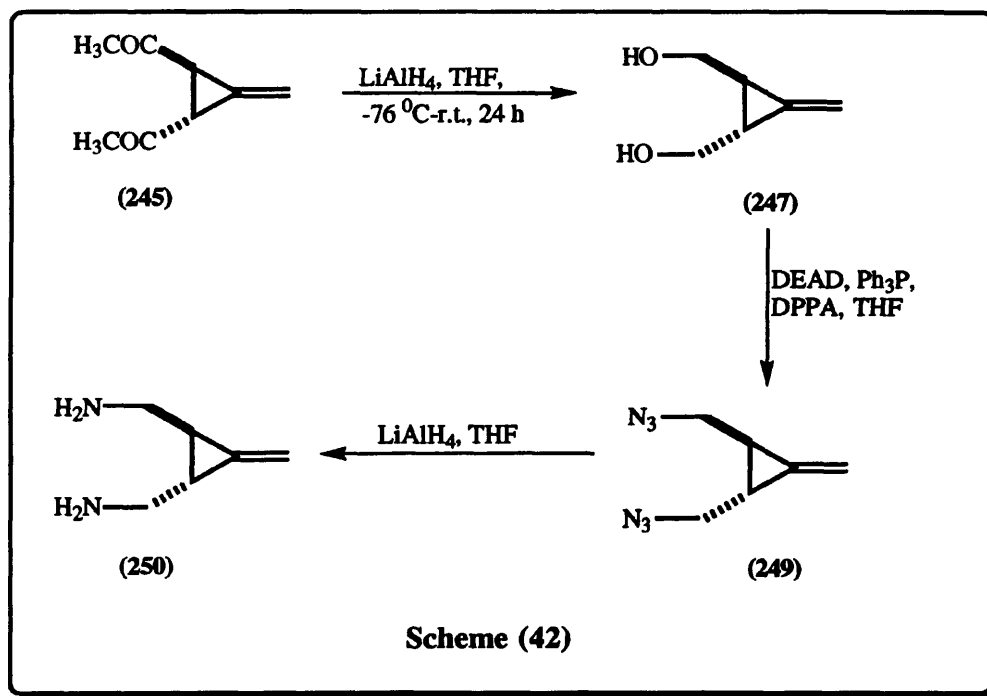 H₃COC
H₃COC
(245)
LiAlH₄, THF,
-76 ⁰C-r.t., 24 h
HO
HO
(247)
DEAD, Ph₃P,
DPPA, THF
N₃
N₃
(249)
LiAlH₄, THF
H₂N
H₂N
(250)
Scheme (42)